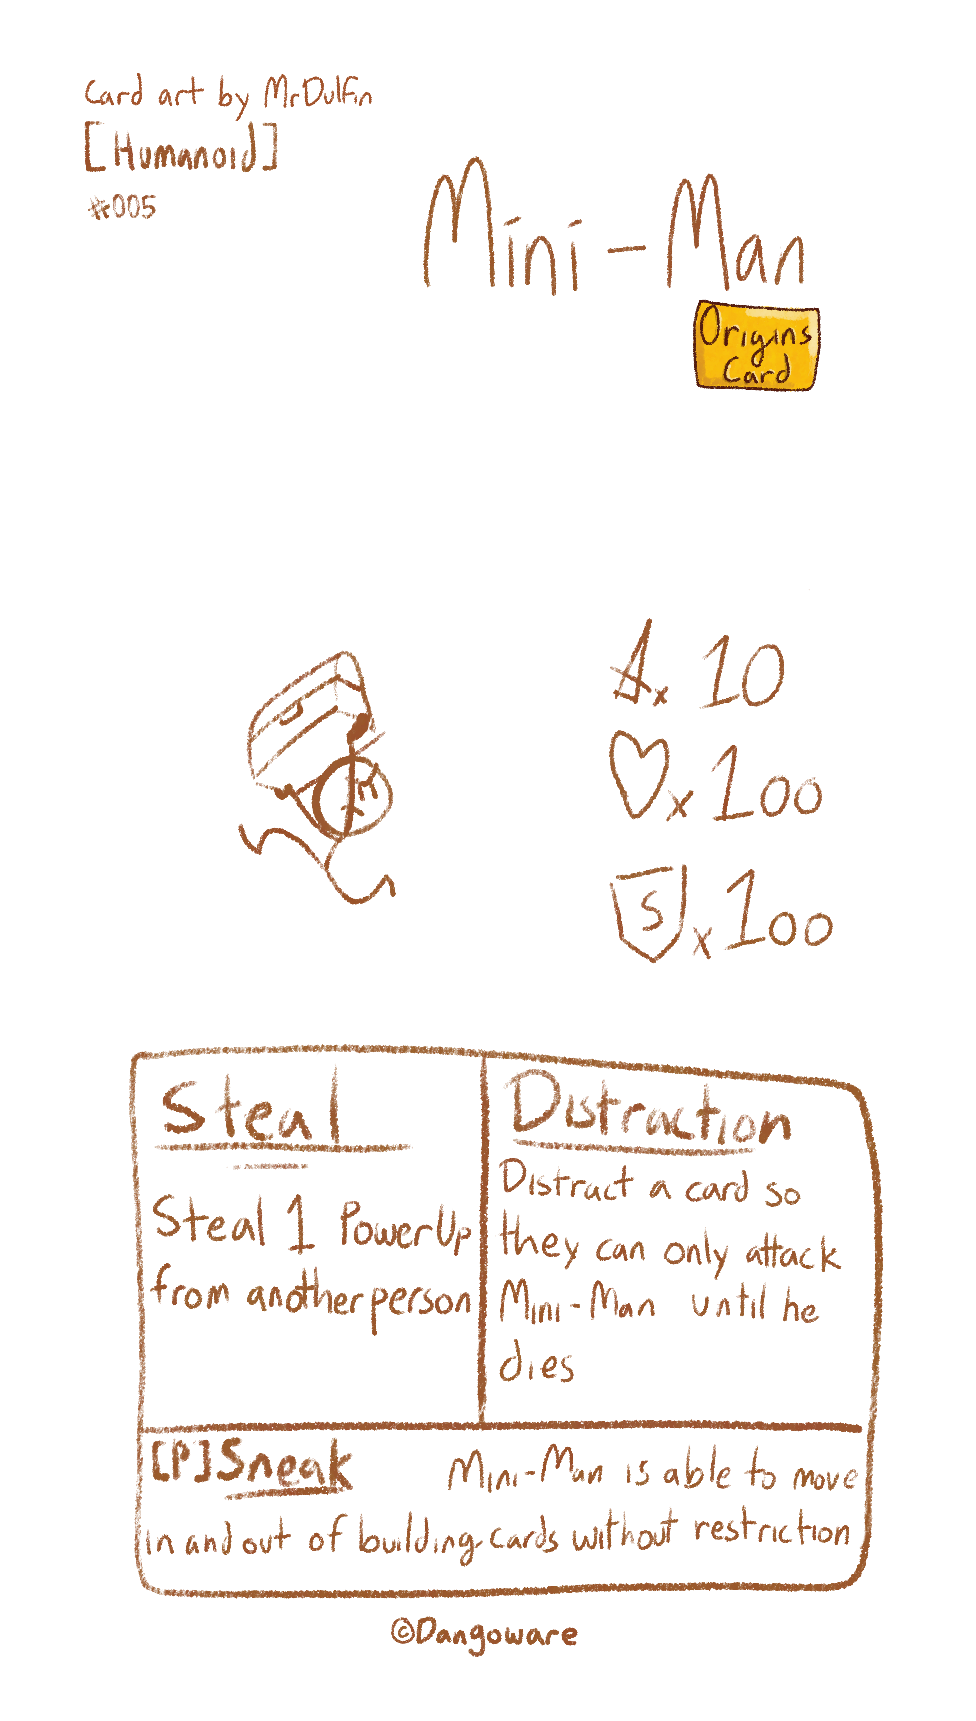 Card art by MrDulfin
[Humanoid]
#005
Mini-Man
Origins
Card
x 10
x 100
S x 100
Steal
Steal 1 PowerUp
from another person
Distraction
Distract a card so
they can only attack
Mini-Man until he
dies
[P] Sneak Mini-Man is able to move
in and out of building cards without restriction
©Dangoware